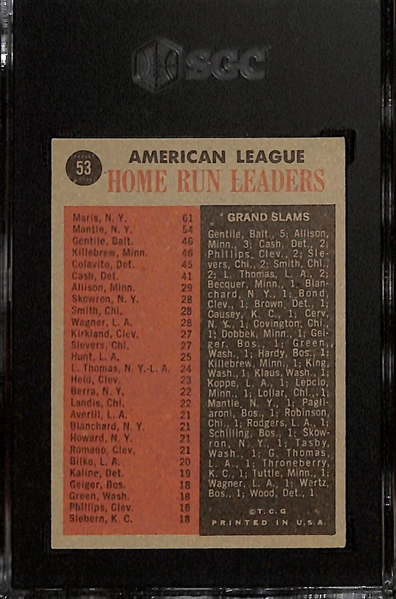 SGC
53
AMERICAN LEAGUE
HOME RUN LEADERS
Maris, N. Y. 61
Mantle, N. Y. 54
Gentile, Balt. 46
Killebrew, Minn. 46
Colavito, Det. 45
Cash, Det. 41
Allison, Minn. 29
Skowron, N. Y. 28
Smith, Chi. 28
Wagner, L. A. 28
Kirkland, Clev. 27
Sievers, Chi. 27
Hunt, L. A. 25
L. Thomas, N. Y.-L. A. 24
Held, Clev. 23
Berra, N. Y. 22
Landis, Chi. 22
Averill, L. A. 21
Blanchard, N. Y. 21
Howard, N. Y. 21
Romano, Clev. 21
Bilko, L. A. 20
Kaline, Det. 19
Geiger, Bos. 18
Green, Wash. 18
Phillips, Clev. 18
Siebern, K. C. 18
GRAND SLAMS
Gentile, Balt., 5; Allison,
Minn., 3; Cash, Det., 2;
Phillips, Clev., 2; Sie-
vers, Chi., 2; Smith, Chi.,
2; L. Thomas, L. A., 2;
Becquer, Minn., 1, Blan-
chard, N. Y., 1; Bond,
Clev., 1; Brown, Det., 1;
Causey, K. C., 1; Cerv,
N. Y., 1; Covington, Chi.,
1; Dobbek, Minn., 1; Gei-
ger, Bos., 1; Green,
Wash., 1; Hardy, Bos., 1;
Killebrew, Minn., 1; King,
Wash., 1; Klaus, Wash., 1;
Koppe, L. A., 1; Lepcio,
Minn., 1; Lollar, Chi., 1;
Mantle, N. Y., 1; Pagli-
aroni, Bos., 1; Robinson,
Chi., 1; Rodgers, L. A., 1;
Schilling, Bos., 1; Skow-
ron, N. Y., 1; Tasby,
Wash., 1; G. Thomas,
L. A., 1; Throneberry,
K. C., 1; Tuttle, Minn., 1;
Wagner, L. A., 1; Wertz,
Bos., 1; Wood, Det., 1
© T. C. G.
PRINTED IN U.S.A.